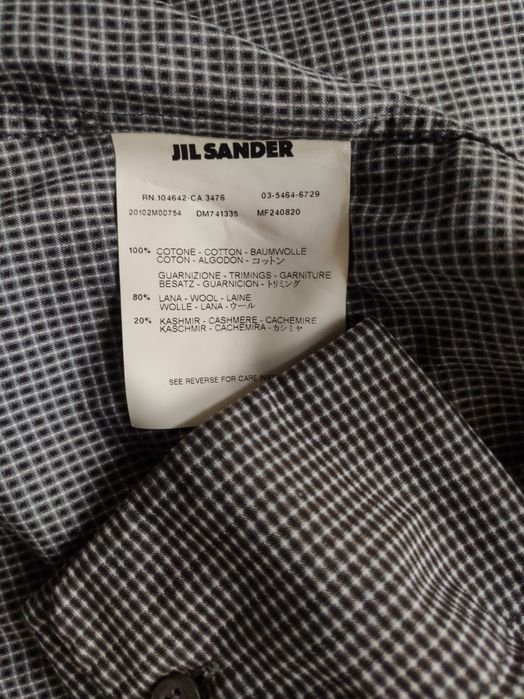 JIL SANDER
RN.104642-CA.3476 03-5464-6729
20102M00754 DM741335 MF240820
100% COTONE - COTTON - BAUMWOLLE
COTON - ALGODON - コットン
GUARNIZIONE - TRIMINGS - GARNITURE
BESATZ - GUARNICION - トリミング
80% LANA - WOOL - LAINE
WOLLE - LANA - ウール
20% KASHMIR - CASHMERE - CACHEMIRE
KASCHMIR - CACHEMIRA - カシミヤ
SEE REVERSE FOR CARE